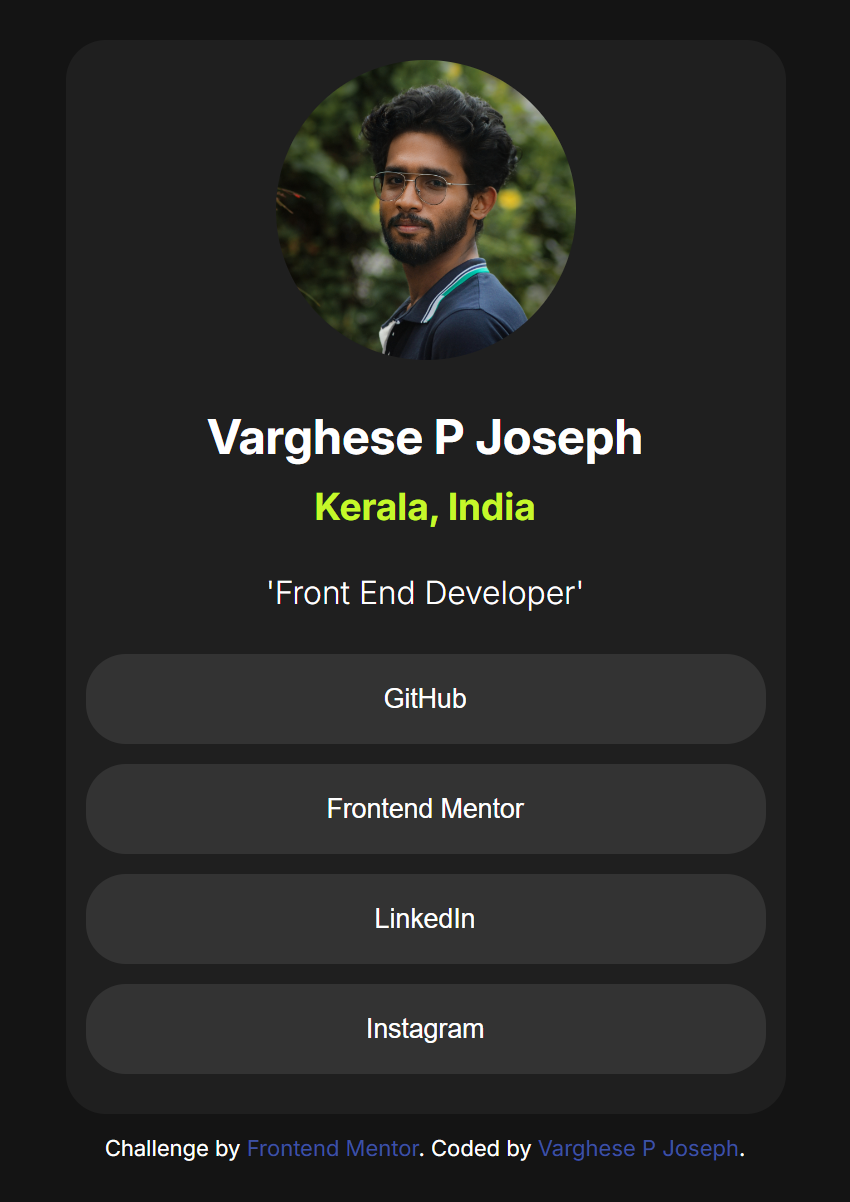 Varghese P Joseph
Kerala, India
'Front End Developer'
GitHub
Frontend Mentor
LinkedIn
Instagram
Challenge by Frontend Mentor. Coded by Varghese P Joseph.